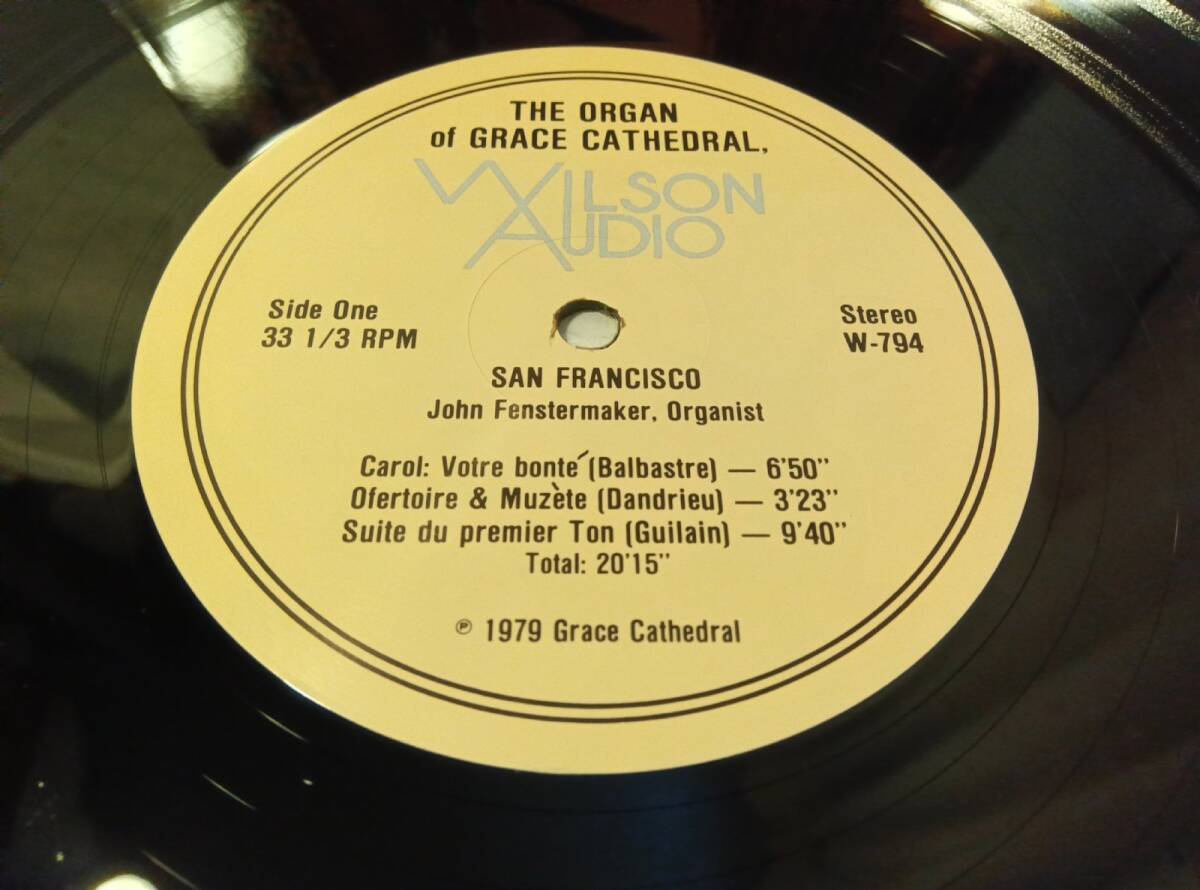 THE ORGAN
of GRACE CATHEDRAL,
WILSON
AUDIO
Side One
33 1/3 RPM
Stereo
W-794
SAN FRANCISCO
John Fenstermaker, Organist
Carol: Votre bonté (Balbastre) — 6'50"
Ofertoire & Muzète (Dandrieu) — 3'23"
Suite du premier Ton (Guilain) — 9'40"
Total: 20'15"
℗ 1979 Grace Cathedral